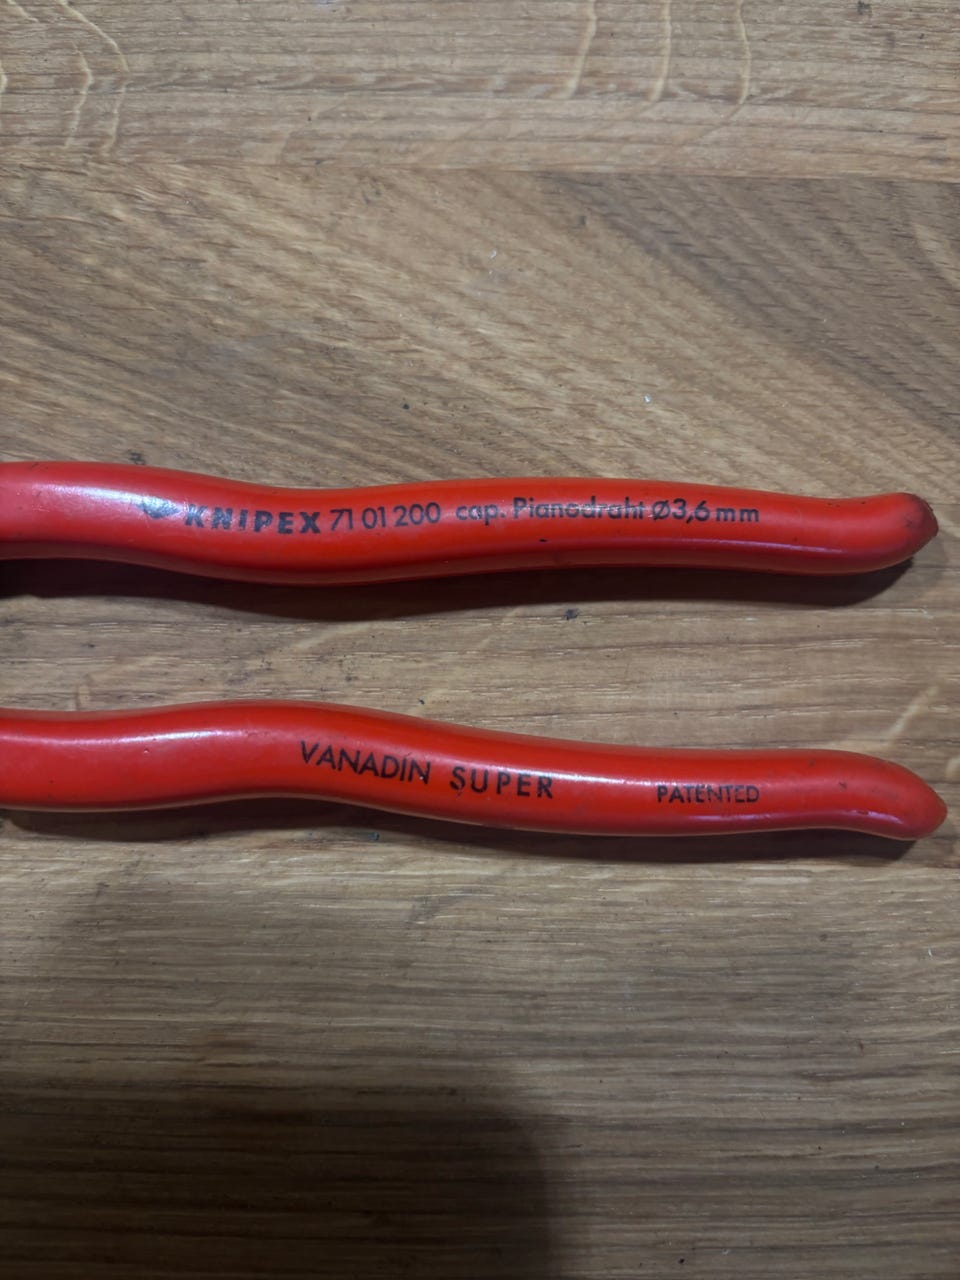 KNIPEX 71 01 200 cap. Pianodraht Ø3,6 mm
VANADIN SUPER PATENTED